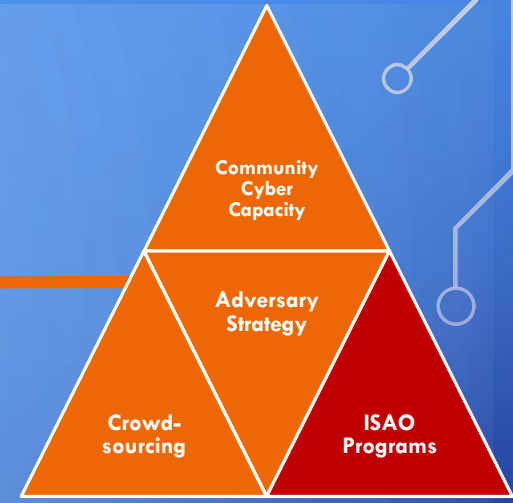 Community
Cyber
Capacity
Adversary
Strategy
Crowd-
sourcing
ISAO
Programs